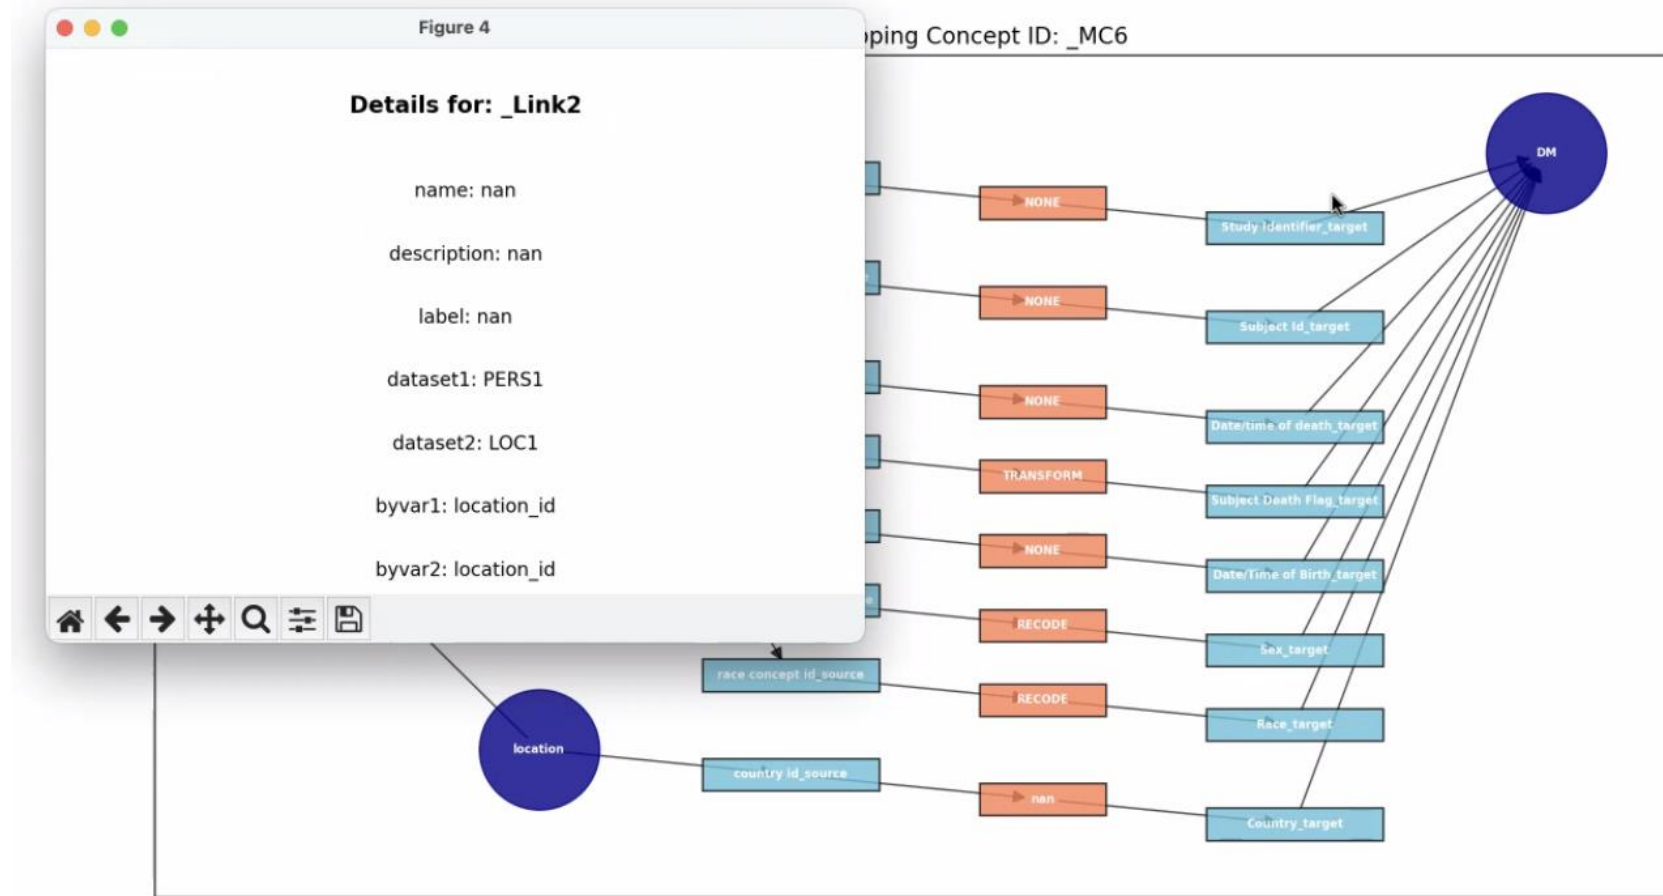 Figure 4
pping Concept ID: _MC6
Details for: _Link2
name: nan
description: nan
label: nan
dataset1: PERS1
dataset2: LOC1
byvar1: location_id
byvar2: location_id
DM
NONE
Study Identifier_target
NONE
Subject Id_target
NONE
Date/time of death_target
TRANSFORM
Subject Death Flag_target
NONE
Date/Time of Birth_target
RECODE
Sex_target
race concept id_source
RECODE
Race_target
location
country id_source
nan
Country_target